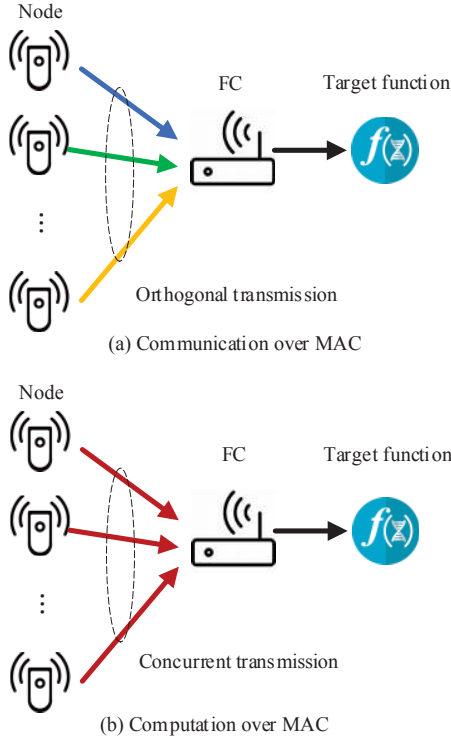 Node
FC
Target function
f(x)
...
Orthogonal transmission
(a) Communication over MAC
Node
FC
Target function
f(x)
...
Concurrent transmission
(b) Computation over MAC